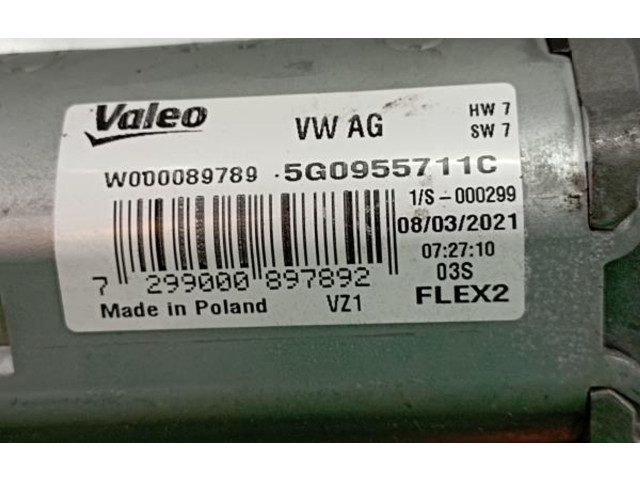 Valeo
VW AG
HW 7
SW 7
W000089789
5G0955711C
1/S-000299
08/03/2021
07:27:10
03S
7 299000 897892
Made in Poland
VZ1
FLEX2